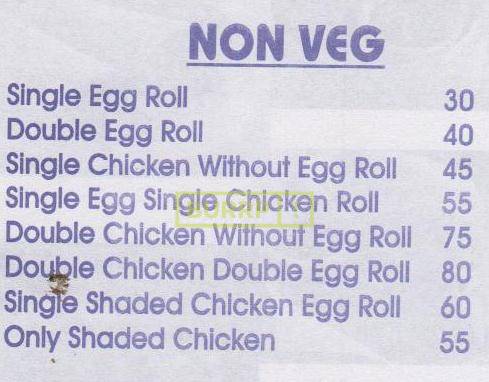 NON VEG
Single Egg Roll 30
Double Egg Roll 40
Single Chicken Without Egg Roll 45
Single Egg Single Chicken Roll 55
Double Chicken Without Egg Roll 75
Double Chicken Double Egg Roll 80
Single Shaded Chicken Egg Roll 60
Only Shaded Chicken 55